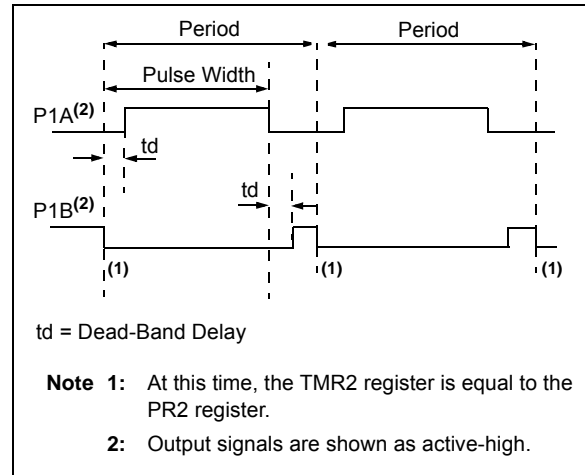 Period Period
Pulse Width
P1A(2)
td
td
P1B(2)
(1) (1) (1)
td = Dead-Band Delay
Note 1: At this time, the TMR2 register is equal to the
PR2 register.
2: Output signals are shown as active-high.